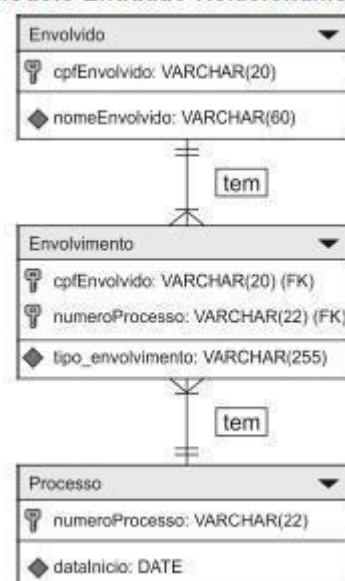 Envolvido
cpfEnvolvido: VARCHAR(20)
nomeEnvolvido: VARCHAR(60)
tem
Envolvimento
cpfEnvolvido: VARCHAR(20) (FK)
numeroProcesso: VARCHAR(22) (FK)
tipo_envolvimento: VARCHAR(255)
tem
Processo
numeroProcesso: VARCHAR(22)
dataInicio: DATE